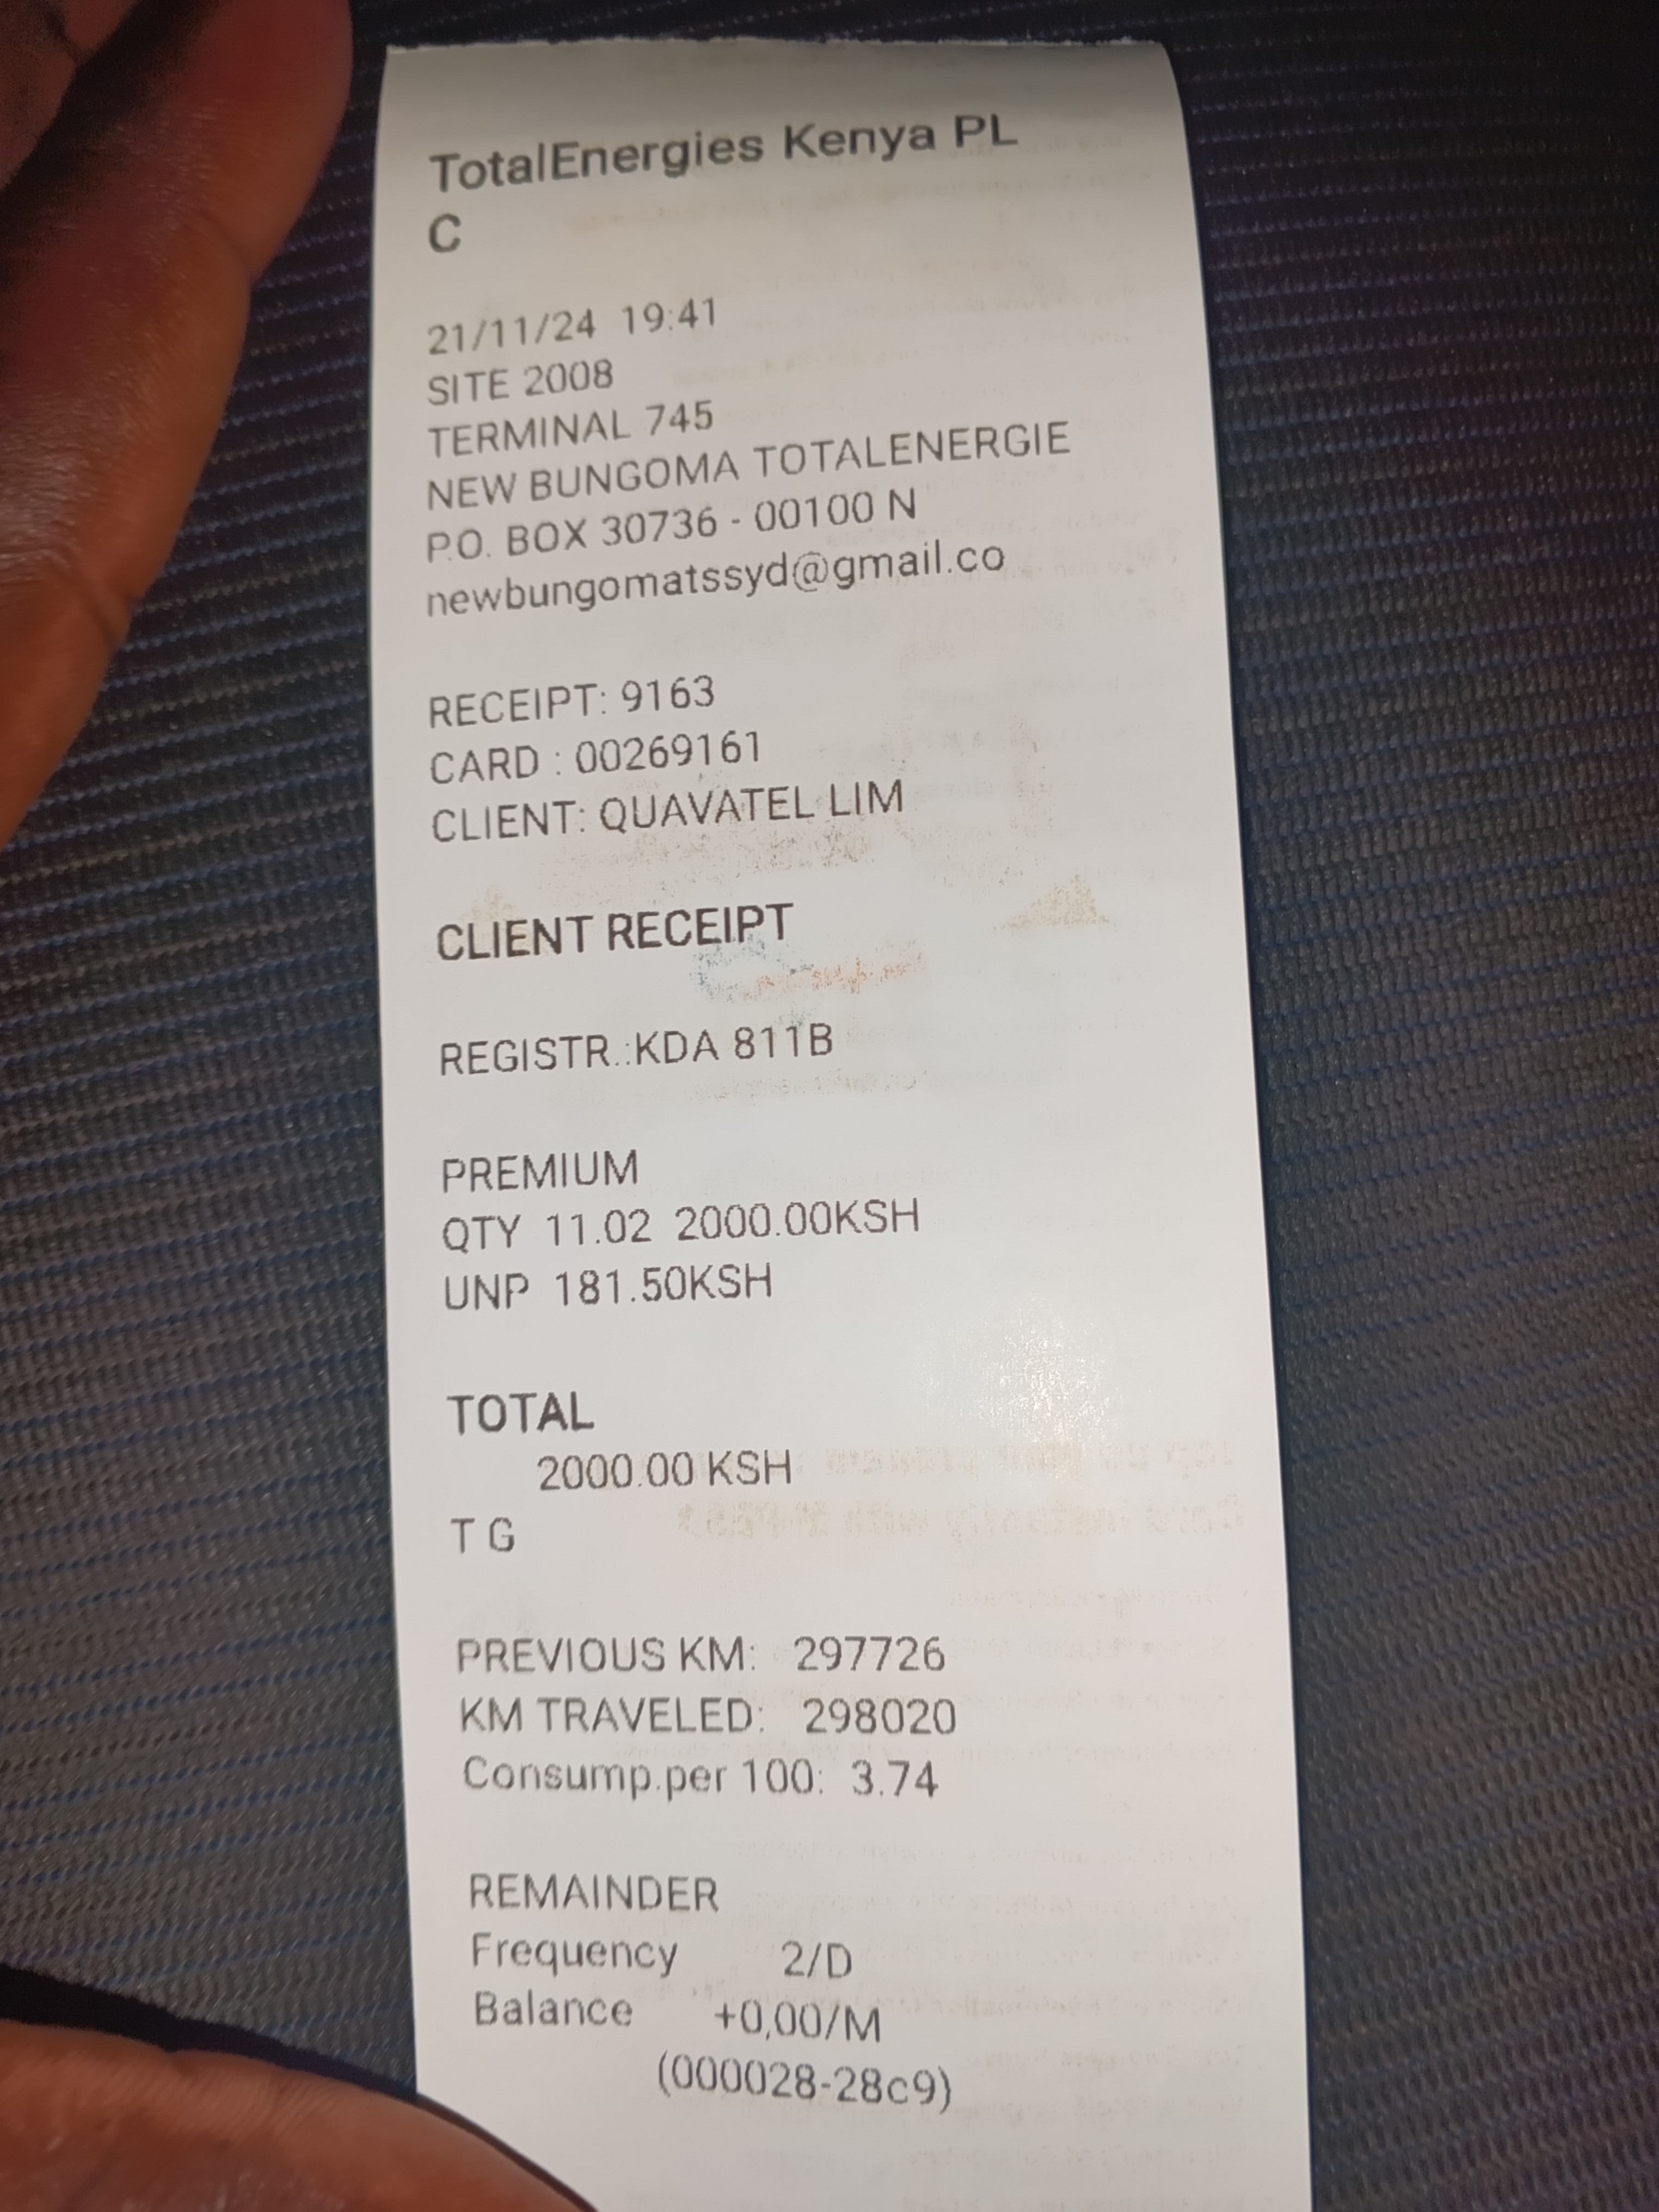 TotalEnergies Kenya PL
C
21/11/24 19:41
SITE 2008
TERMINAL 745
NEW BUNGOMA TOTALENERGIE
P.O. BOX 30736 - 00100 N
newbungomatssyd@gmail.co
RECEIPT: 9163
CARD : 00269161
CLIENT: QUAVATEL LIM
CLIENT RECEIPT
REGISTR.:KDA 811B
PREMIUM
QTY 11.02 2000.00KSH
UNP 181.50KSH
TOTAL
2000.00 KSH
T G
PREVIOUS KM: 297726
KM TRAVELED: 298020
Consump.per 100: 3.74
REMAINDER
Frequency 2/D
Balance +0,00/M
(000028-28c9)